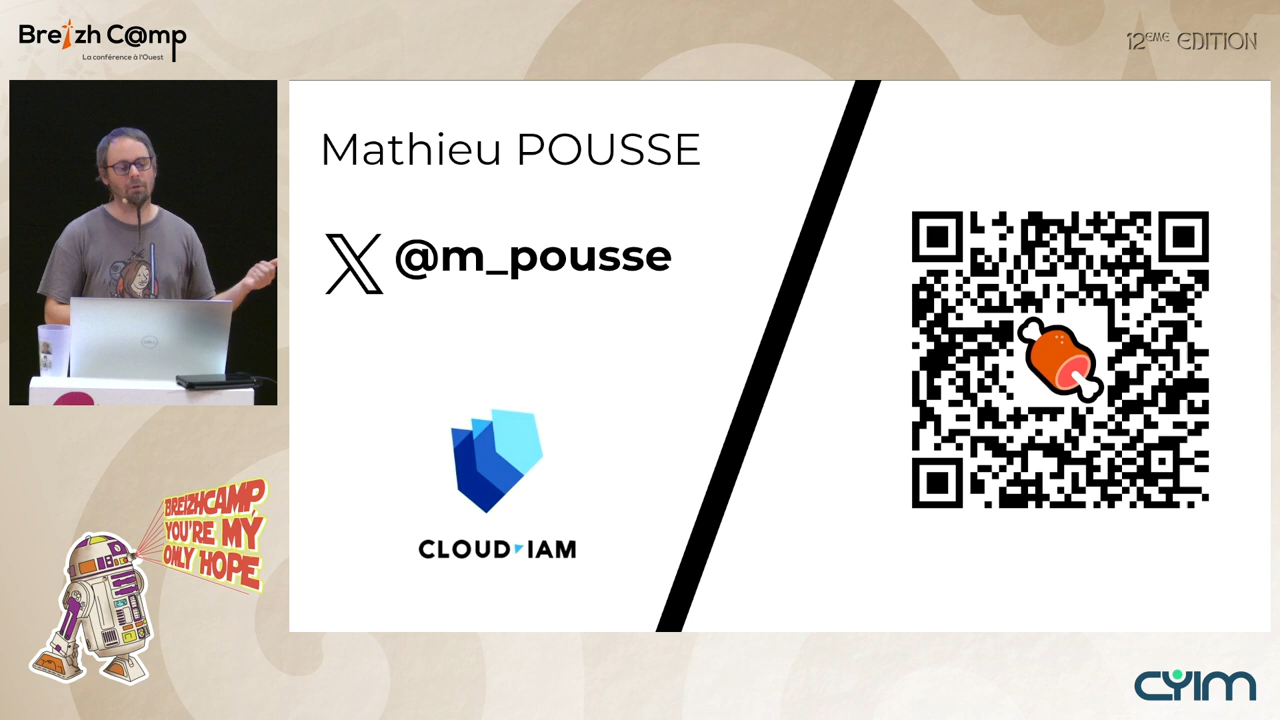 Breizh C@mp
La conférence à l'Ouest
12ÈME EDITION
Mathieu POUSSE
X @m_pousse
CLOUD IAM
BREIZHCAMP
YOU'RE MY
ONLY HOPE
DELL
CYIM